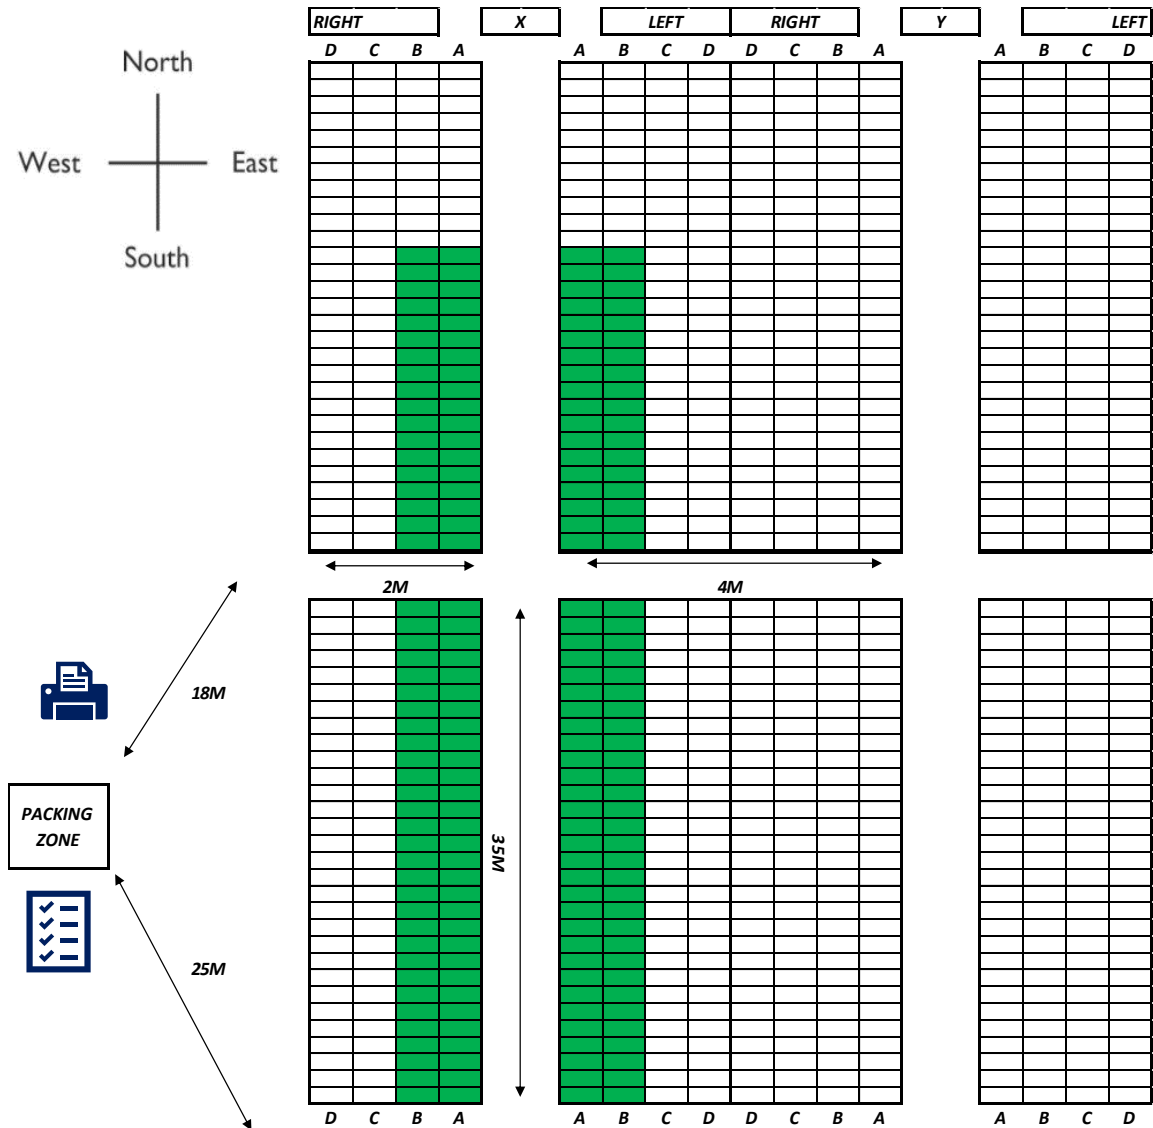 RIGHT X LEFT RIGHT Y LEFT
D C B A A B C D D C B A A B C D
North
West East
South
2M 4M
18M
PACKING
ZONE
35M
25M
D C B A A B C D D C B A A B C D